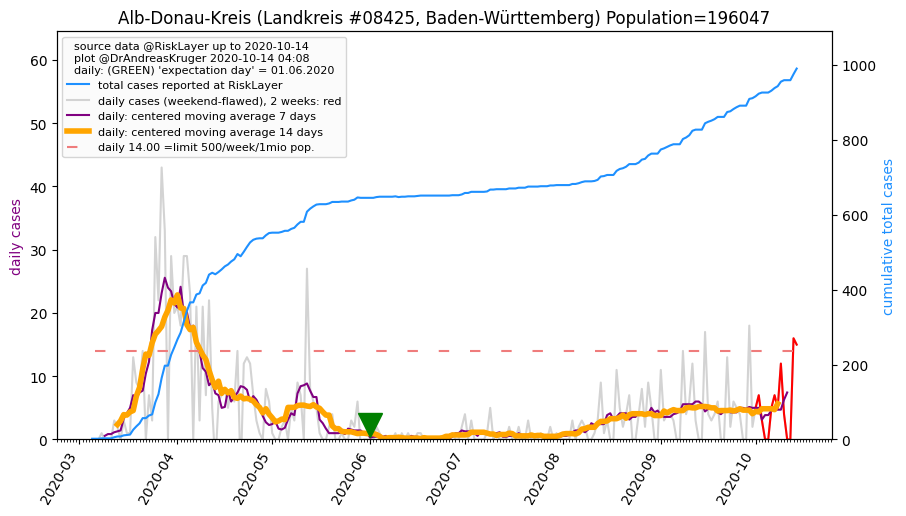 Alb-Donau-Kreis (Landkreis #08425, Baden-Württemberg) Population=196047
source data @RiskLayer up to 2020-10-14
plot @DrAndreasKruger 2020-10-14 04:08
daily: (GREEN) 'expectation day' = 01.06.2020
total cases reported at RiskLayer
daily cases (weekend-flawed), 2 weeks: red
daily: centered moving average 7 days
daily: centered moving average 14 days
daily 14.00 =limit 500/week/1mio pop.
daily cases
60
50
40
30
20
10
0
cumulative total cases
1000
800
600
400
200
0
2020-03
2020-04
2020-05
2020-06
2020-07
2020-08
2020-09
2020-10